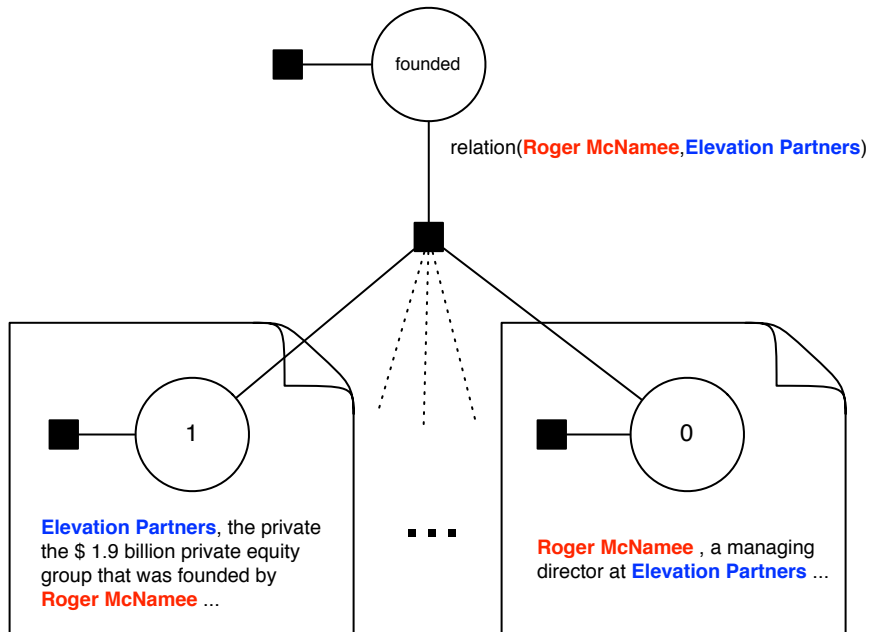 founded
relation(Roger McNamee,Elevation Partners)
1
0
Elevation Partners, the private
the $ 1.9 billion private equity
group that was founded by
Roger McNamee ...
...
Roger McNamee , a managing
director at Elevation Partners ...